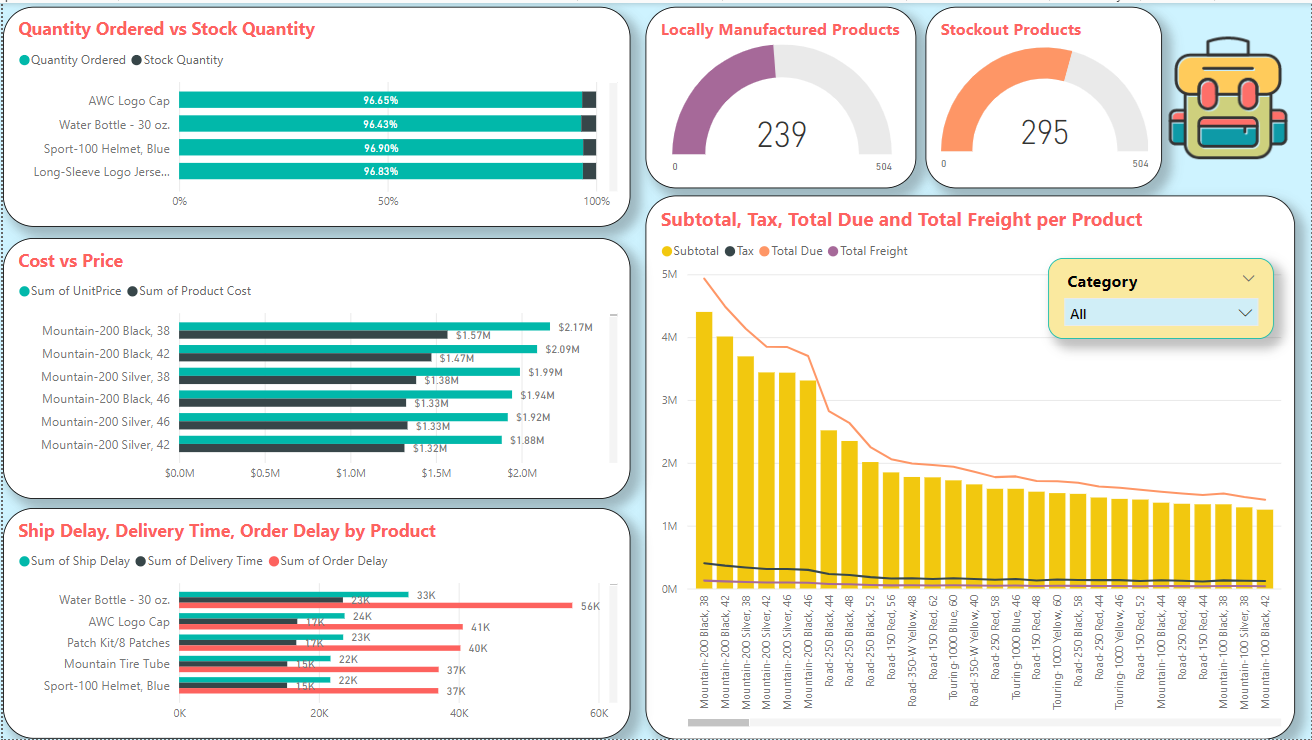 Quantity Ordered vs Stock Quantity
Quantity Ordered Stock Quantity
AWC Logo Cap 96.65%
Water Bottle - 30 oz. 96.43%
Sport-100 Helmet, Blue 96.90%
Long-Sleeve Logo Jerse... 96.83%
0% 50% 100%
Locally Manufactured Products
239
0 504
Stockout Products
295
0 504
Cost vs Price
Sum of UnitPrice Sum of Product Cost
Mountain-200 Black, 38 $2.17M
$1.57M
Mountain-200 Black, 42 $2.09M
$1.47M
Mountain-200 Silver, 38 $1.99M
$1.38M
Mountain-200 Black, 46 $1.94M
$1.33M
Mountain-200 Silver, 46 $1.92M
$1.33M
Mountain-200 Silver, 42 $1.88M
$1.32M
$0.0M $0.5M $1.0M $1.5M $2.0M
Ship Delay, Delivery Time, Order Delay by Product
Sum of Ship Delay Sum of Delivery Time Sum of Order Delay
Water Bottle - 30 oz. 33K 23K 56K
AWC Logo Cap 24K 17K 41K
Patch Kit/8 Patches 23K 17K 40K
Mountain Tire Tube 22K 15K 37K
Sport-100 Helmet, Blue 22K 15K 37K
0K 20K 40K 60K
Subtotal, Tax, Total Due and Total Freight per Product
Subtotal Tax Total Due Total Freight
Category
All
5M
4M
3M
2M
1M
0M
Mountain-200 Black, 38
Mountain-200 Black, 42
Mountain-200 Silver, 38
Mountain-200 Silver, 42
Mountain-200 Silver, 46
Mountain-200 Black, 46
Road-250 Black, 44
Road-250 Black, 48
Road-250 Black, 52
Road-150 Red, 56
Road-350-W Yellow, 48
Road-150 Red, 62
Touring-1000 Blue, 60
Road-350-W Yellow, 40
Road-250 Red, 58
Touring-1000 Blue, 46
Road-150 Red, 48
Touring-1000 Yellow, 60
Road-250 Black, 58
Road-250 Red, 44
Touring-1000 Yellow, 46
Road-150 Red, 52
Mountain-100 Black, 44
Road-250 Red, 48
Road-150 Red, 44
Mountain-100 Black, 38
Mountain-100 Silver, 38
Mountain-100 Black, 42